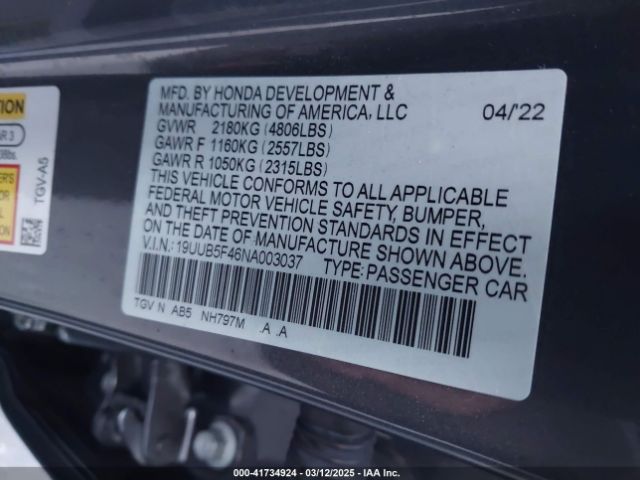 MFD. BY HONDA DEVELOPMENT &
MANUFACTURING OF AMERICA, LLC 04/'22
GVWR 2180KG (4806LBS)
GAWR F 1160KG (2557LBS)
GAWR R 1050KG (2315LBS)
THIS VEHICLE CONFORMS TO ALL APPLICABLE
FEDERAL MOTOR VEHICLE SAFETY, BUMPER,
AND THEFT PREVENTION STANDARDS IN EFFECT
ON THE DATE OF MANUFACTURE SHOWN ABOVE.
V.I.N.: 19UUB5F46NA003037 TYPE: PASSENGER CAR
TGV N AB5 NH797M .A .A
TION
TGV-A5
000-41734924 - 03/12/2025 - IAA Inc.